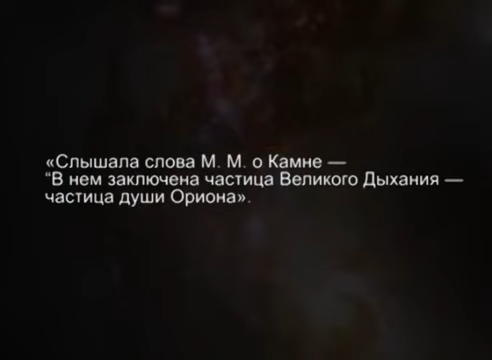 «Слышала слова М. М. о Камне —
“В нем заключена частица Великого Дыхания —
частица души Ориона».